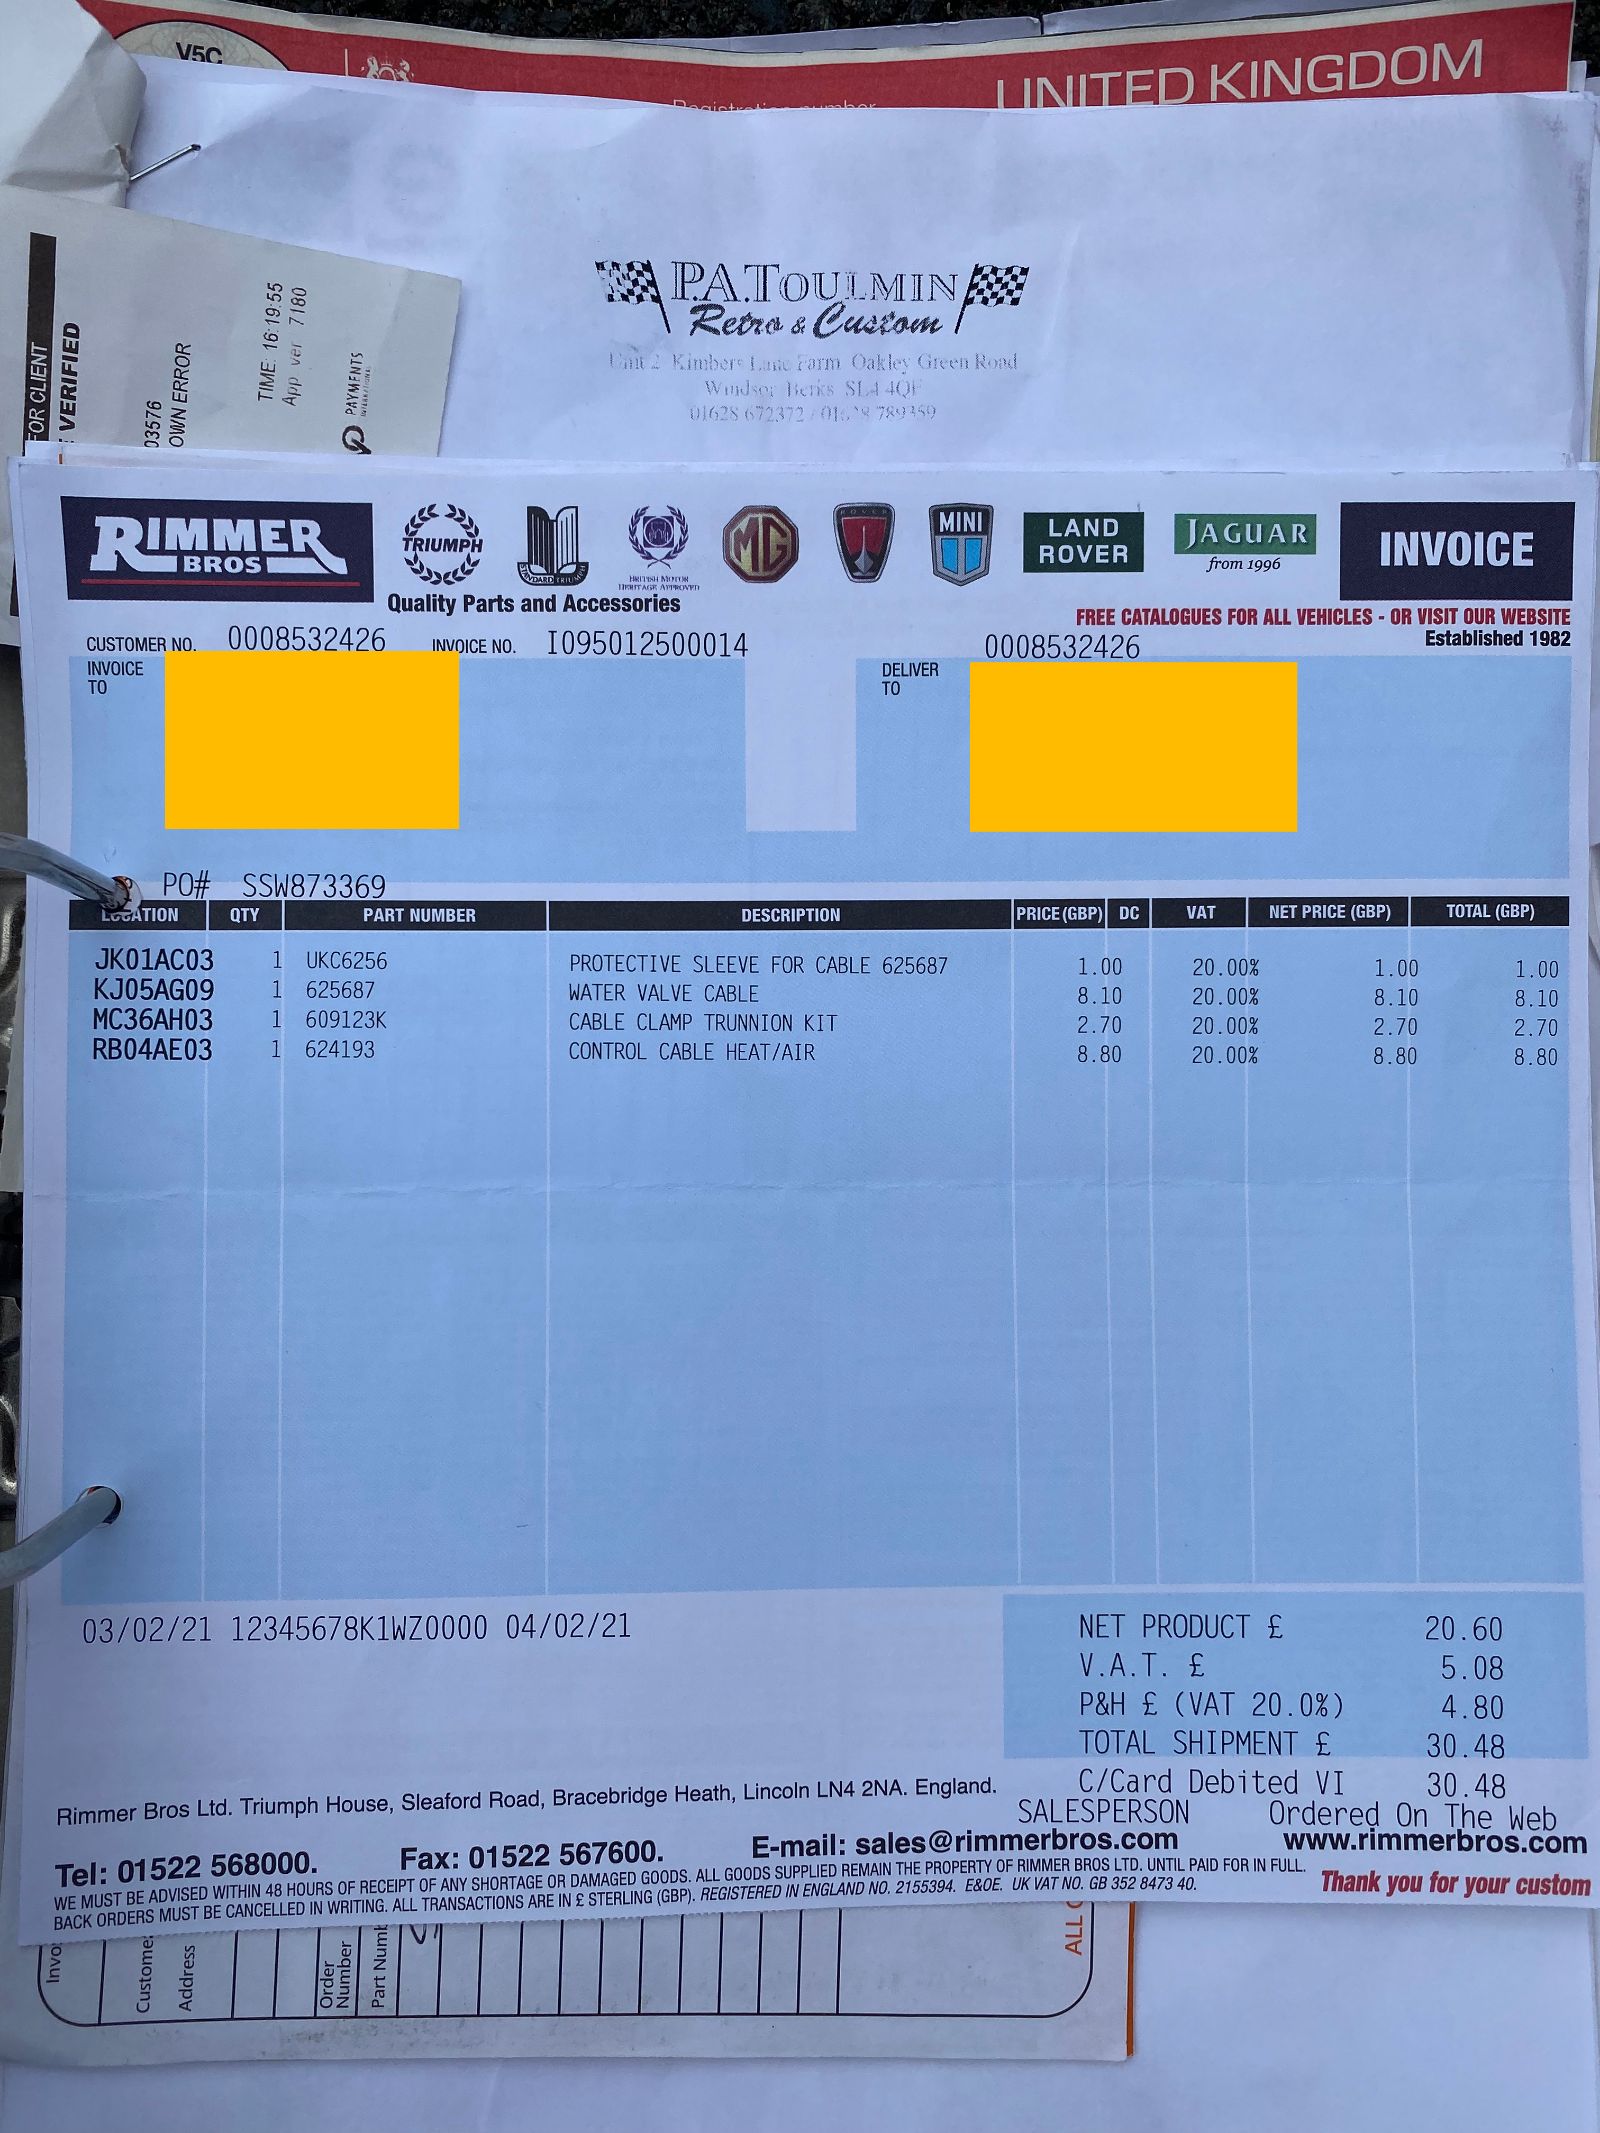 V5C
Registration number
UNITED KINGDOM
P.A.TOULMIN
Retro & Custom
Unit 2 Kimbers Lane Farm Oakley Green Road
Windsor Berks SL4 4QF
01628 672372 / 01628 789359
FOR CLIENT
VERIFIED
03576
OWN ERROR
TIME: 16:19:55
App ver 7180
PAYMENTS
RIMMER
BROS
TRIUMPH
STANDARD TRIUMPH
BRITISH MOTOR
HERITAGE APPROVED
MG
ROVER
MINI
LAND
ROVER
JAGUAR
from 1996
INVOICE
Quality Parts and Accessories
FREE CATALOGUES FOR ALL VEHICLES - OR VISIT OUR WEBSITE
Established 1982
CUSTOMER NO. 0008532426 INVOICE NO. I095012500014 0008532426
INVOICE
TO
DELIVER
TO
PO# SSW873369
LOCATION QTY PART NUMBER DESCRIPTION PRICE (GBP) DC VAT NET PRICE (GBP) TOTAL (GBP)
JK01AC03 1 UKC6256 PROTECTIVE SLEEVE FOR CABLE 625687 1.00 20.00% 1.00 1.00
KJ05AG09 1 625687 WATER VALVE CABLE 8.10 20.00% 8.10 8.10
MC36AH03 1 609123K CABLE CLAMP TRUNNION KIT 2.70 20.00% 2.70 2.70
RB04AE03 1 624193 CONTROL CABLE HEAT/AIR 8.80 20.00% 8.80 8.80
03/02/21 12345678K1WZ0000 04/02/21
NET PRODUCT £ 20.60
V.A.T. £ 5.08
P&H £ (VAT 20.0%) 4.80
TOTAL SHIPMENT £ 30.48
C/Card Debited VI 30.48
SALESPERSON Ordered On The Web
Rimmer Bros Ltd. Triumph House, Sleaford Road, Bracebridge Heath, Lincoln LN4 2NA. England.
Tel: 01522 568000. Fax: 01522 567600. E-mail: sales@rimmerbros.com www.rimmerbros.com
WE MUST BE ADVISED WITHIN 48 HOURS OF RECEIPT OF ANY SHORTAGE OR DAMAGED GOODS. ALL GOODS SUPPLIED REMAIN THE PROPERTY OF RIMMER BROS LTD. UNTIL PAID FOR IN FULL.
BACK ORDERS MUST BE CANCELLED IN WRITING. ALL TRANSACTIONS ARE IN £ STERLING (GBP). REGISTERED IN ENGLAND NO. 2155394. E&OE. UK VAT NO. GB 352 8473 40.
Thank you for your custom
Invo
Custome
Address
Order
Number
Part Numb
ALL